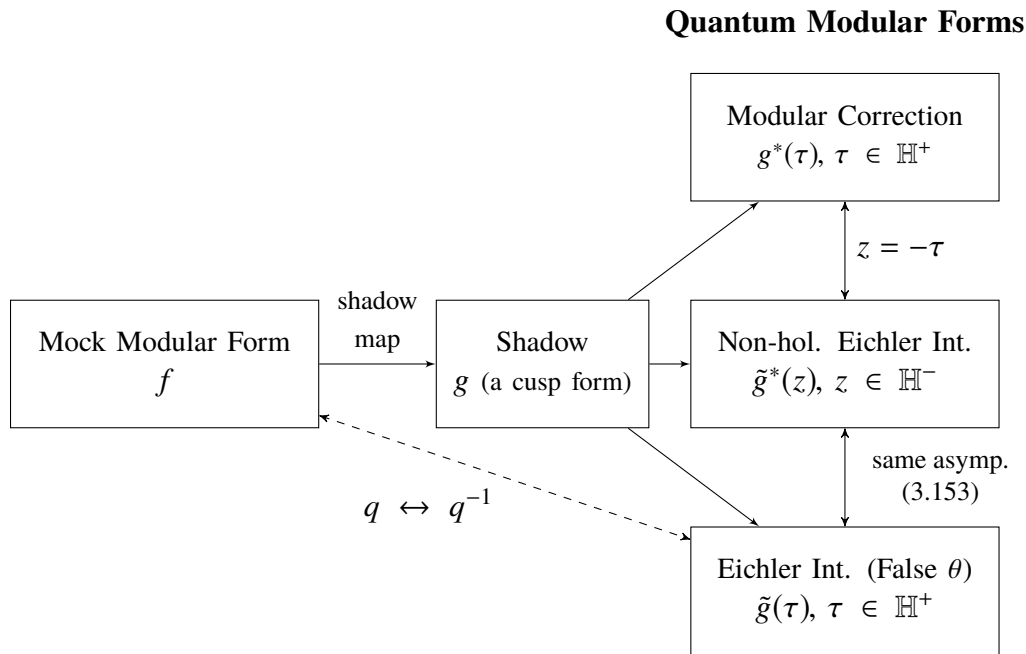 Quantum Modular Forms
Modular Correction
g*(τ), τ ∈ ℍ⁺
z = −τ
shadow
map
Mock Modular Form
f
Shadow
g (a cusp form)
Non-hol. Eichler Int.
g̃*(z), z ∈ ℍ⁻
same asymp.
(3.153)
q ↔ q⁻¹
Eichler Int. (False θ)
g̃(τ), τ ∈ ℍ⁺